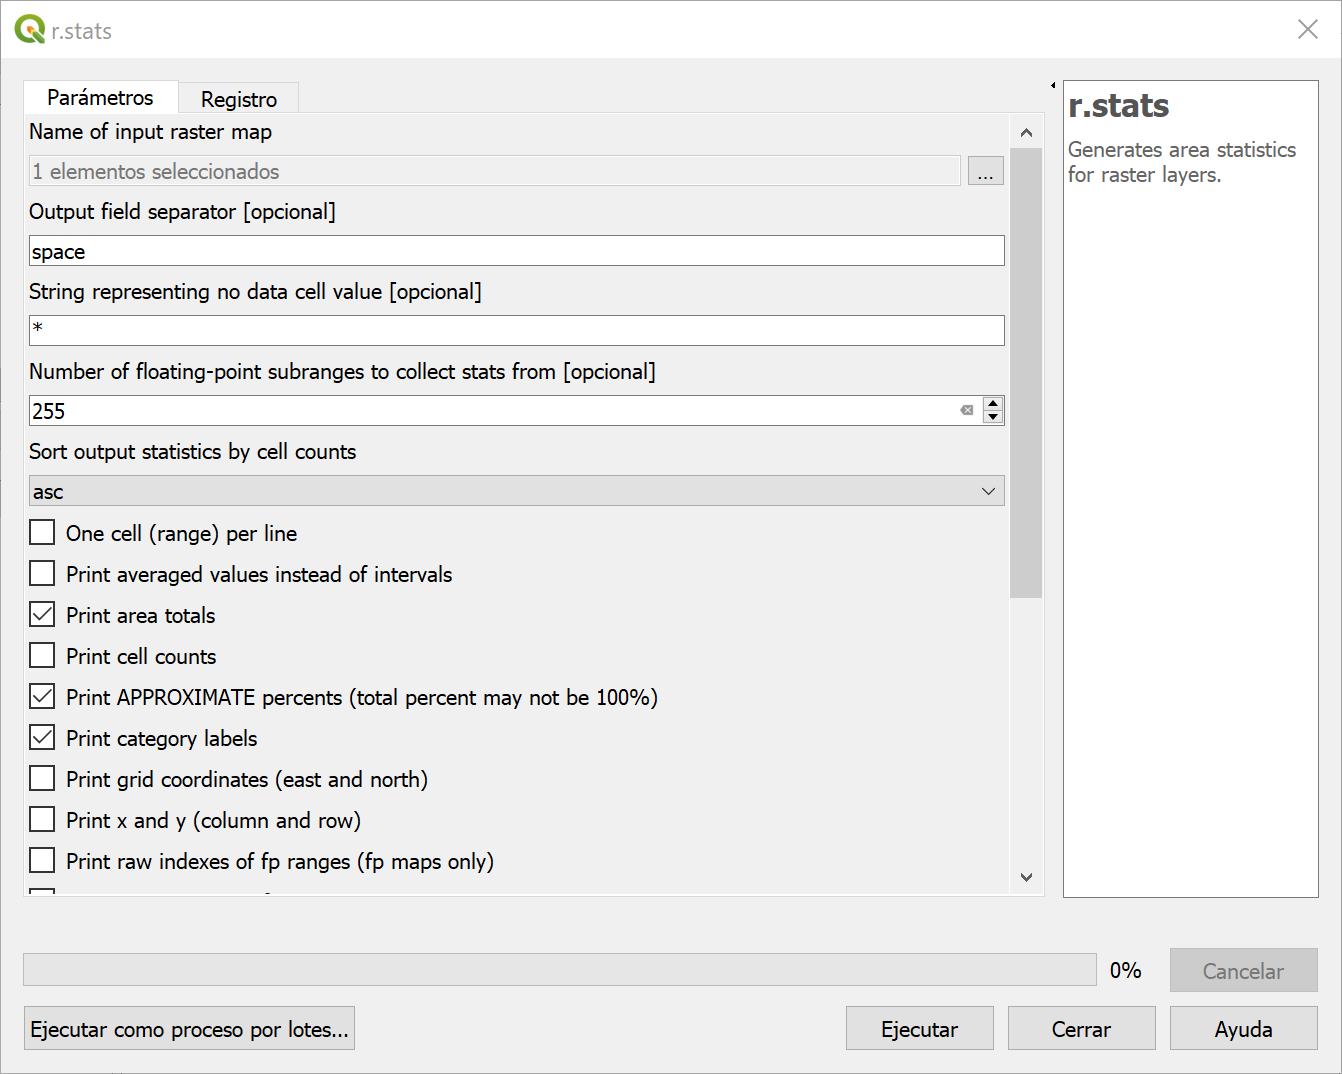 r.stats
Parámetros
Registro
Name of input raster map
1 elementos seleccionados
...
Output field separator [opcional]
space
String representing no data cell value [opcional]
*
Number of floating-point subranges to collect stats from [opcional]
255
Sort output statistics by cell counts
asc
One cell (range) per line
Print averaged values instead of intervals
Print area totals
Print cell counts
Print APPROXIMATE percents (total percent may not be 100%)
Print category labels
Print grid coordinates (east and north)
Print x and y (column and row)
Print raw indexes of fp ranges (fp maps only)
r.stats
Generates area statistics
for raster layers.
0%
Cancelar
Ejecutar como proceso por lotes...
Ejecutar
Cerrar
Ayuda